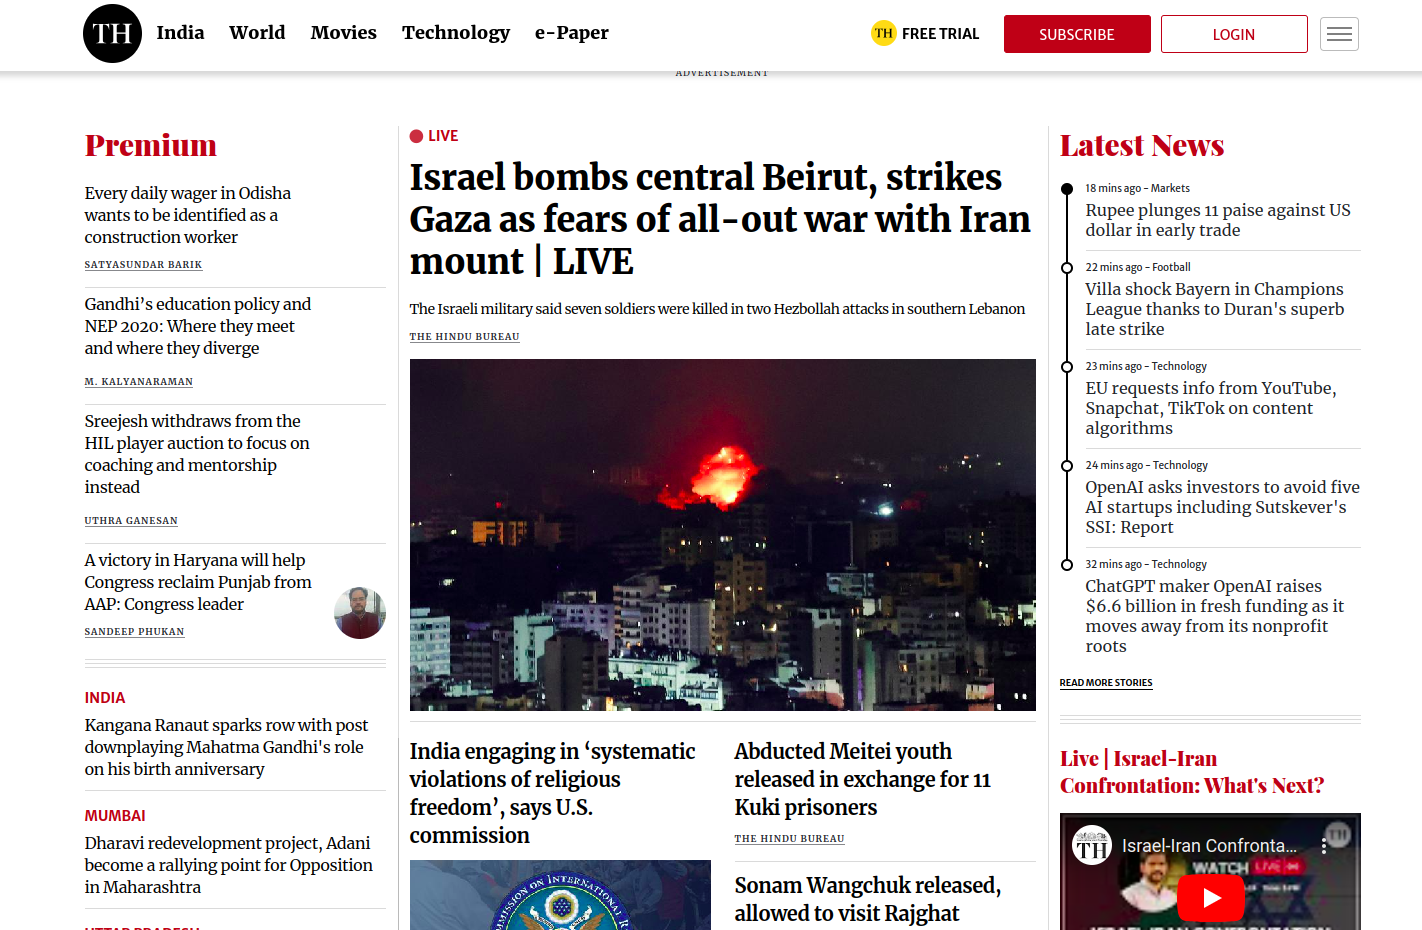 TH India World Movies Technology e-Paper TH FREE TRIAL SUBSCRIBE LOGIN
ADVERTISEMENT
Premium
Every daily wager in Odisha
wants to be identified as a
construction worker
SATYASUNDAR BARIK
Gandhi’s education policy and
NEP 2020: Where they meet
and where they diverge
M. KALYANARAMAN
Sreejesh withdraws from the
HIL player auction to focus on
coaching and mentorship
instead
UTHRA GANESAN
A victory in Haryana will help
Congress reclaim Punjab from
AAP: Congress leader
SANDEEP PHUKAN
INDIA
Kangana Ranaut sparks row with post
downplaying Mahatma Gandhi's role
on his birth anniversary
MUMBAI
Dharavi redevelopment project, Adani
become a rallying point for Opposition
in Maharashtra
UTTAR PRADESH
LIVE
Israel bombs central Beirut, strikes
Gaza as fears of all-out war with Iran
mount | LIVE
The Israeli military said seven soldiers were killed in two Hezbollah attacks in southern Lebanon
THE HINDU BUREAU
India engaging in ‘systematic
violations of religious
freedom’, says U.S.
commission
Abducted Meitei youth
released in exchange for 11
Kuki prisoners
THE HINDU BUREAU
Sonam Wangchuk released,
allowed to visit Rajghat
Latest News
18 mins ago - Markets
Rupee plunges 11 paise against US
dollar in early trade
22 mins ago - Football
Villa shock Bayern in Champions
League thanks to Duran's superb
late strike
23 mins ago - Technology
EU requests info from YouTube,
Snapchat, TikTok on content
algorithms
24 mins ago - Technology
OpenAI asks investors to avoid five
AI startups including Sutskever's
SSI: Report
32 mins ago - Technology
ChatGPT maker OpenAI raises
$6.6 billion in fresh funding as it
moves away from its nonprofit
roots
READ MORE STORIES
Live | Israel-Iran
Confrontation: What's Next?
TH Israel-Iran Confronta...
TH
WATCH LIVE
ISRAEL-IRAN CONFRONTATION